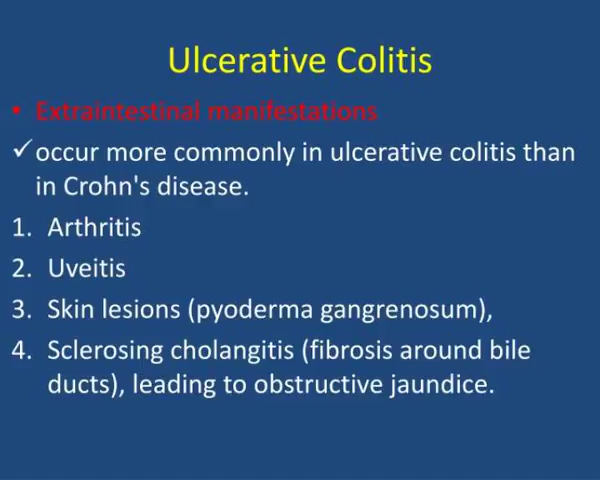 Ulcerative Colitis
• Extraintestinal manifestations
✓ occur more commonly in ulcerative colitis than
in Crohn's disease.
1. Arthritis
2. Uveitis
3. Skin lesions (pyoderma gangrenosum),
4. Sclerosing cholangitis (fibrosis around bile
ducts), leading to obstructive jaundice.